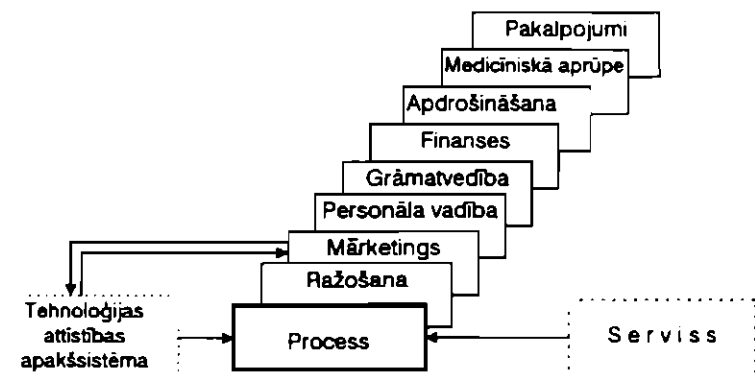 Pakalpojumi
Medicīniskā aprūpe
Apdrošināšana
Finanses
Grāmatvedība
Personāla vadība
Mārketings
Ražošana
Tehnoloģijas
attīstības
apakšsistēma
Process
Serviss